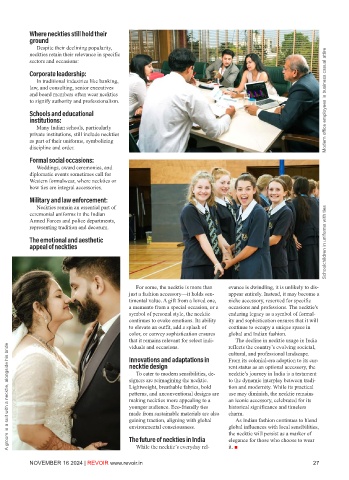 Where neckties still hold their
ground
Despite their declining popularity,
neckties retain their relevance in specific
sectors and occasions:
Corporate leadership:
In traditional industries like banking,
law, and consulting, senior executives
and board members often wear neckties
to signify authority and professionalism.
Schools and educational
institutions:
Many Indian schools, particularly
private institutions, still include neckties
as part of their uniforms, symbolizing
discipline and order.
Formal social occasions:
Weddings, award ceremonies, and
diplomatic events sometimes call for
Western formalwear, where neckties or
bow ties are integral accessories.
Military and law enforcement:
Neckties remain an essential part of
ceremonial uniforms in the Indian
Armed Forces and police departments,
representing tradition and decorum.
The emotional and aesthetic
appeal of neckties
For some, the necktie is more than
just a fashion accessory—it holds sen-
timental value. A gift from a loved one,
a memento from a special occasion, or a
symbol of personal style, the necktie
continues to evoke emotions. Its ability
to elevate an outfit, add a splash of
color, or convey sophistication ensures
that it remains relevant for select indi-
viduals and occasions.
Innovations and adaptations in
necktie design
To cater to modern sensibilities, de-
signers are reimagining the necktie.
Lightweight, breathable fabrics, bold
patterns, and unconventional designs are
making neckties more appealing to a
younger audience. Eco-friendly ties
made from sustainable materials are also
gaining traction, aligning with global
environmental consciousness.
The future of neckties in India
While the necktie's everyday rel-
evance is dwindling, it is unlikely to dis-
appear entirely. Instead, it may become a
niche accessory, reserved for specific
occasions and professions. The necktie's
enduring legacy as a symbol of formal-
ity and sophistication ensures that it will
continue to occupy a unique space in
global and Indian fashion.
The decline in necktie usage in India
reflects the country's evolving societal,
cultural, and professional landscape.
From its colonial-era adoption to its cur-
rent status as an optional accessory, the
necktie's journey in India is a testament
to the dynamic interplay between tradi-
tion and modernity. While its practical
use may diminish, the necktie remains
an iconic accessory, celebrated for its
historical significance and timeless
charm.
As Indian fashion continues to blend
global influences with local sensibilities,
the necktie will persist as a marker of
elegance for those who choose to wear
it.
Modern office employees in business casual attire
Schoolchildren in uniforms with ties
A groom in a suit with a necktie, alongside his bride
NOVEMBER 16 2024 | REVOIR www.revoir.in
27